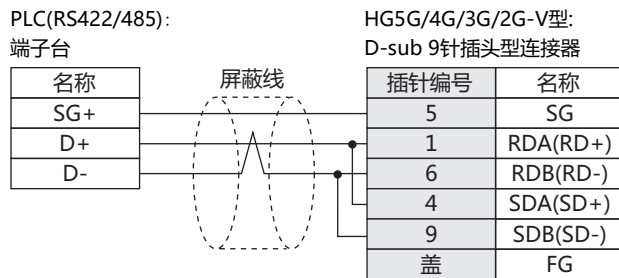 PLC(RS422/485):
端子台
HG5G/4G/3G/2G-V型:
D-sub 9针插头型连接器
名称
屏蔽线
插针编号
名称
SG+
5
SG
D+
1
RDA(RD+)
D-
6
RDB(RD-)
4
SDA(SD+)
9
SDB(SD-)
盖
FG